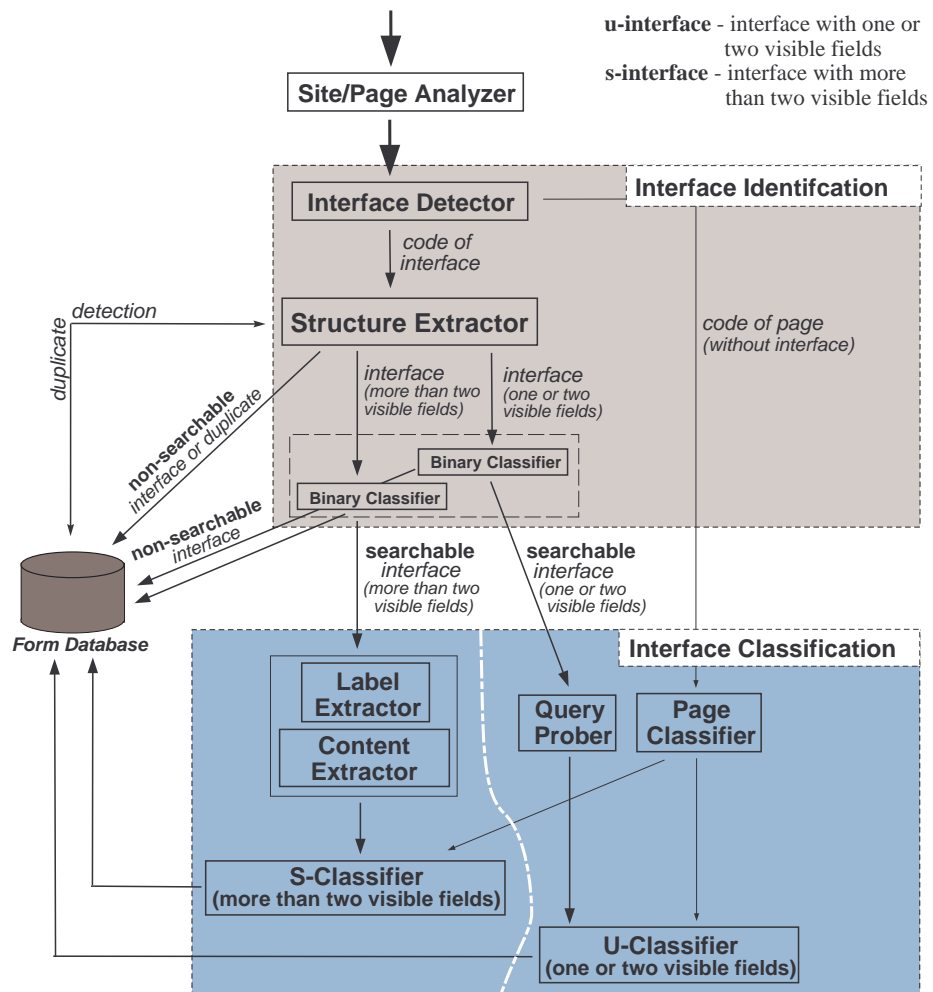 u-interface - interface with one or
two visible fields
s-interface - interface with more
than two visible fields
Site/Page Analyzer
Interface Identifcation
Interface Detector
code of
interface
detection
duplicate
Structure Extractor
code of page
(without interface)
interface
(more than two
visible fields)
interface
(one or two
visible fields)
non-searchable
interface or duplicate
Binary Classifier
Binary Classifier
non-searchable
interface
searchable
interface
(more than two
visible fields)
searchable
interface
(one or two
visible fields)
Form Database
Interface Classification
Label
Extractor
Content
Extractor
Query
Prober
Page
Classifier
S-Classifier
(more than two visible fields)
U-Classifier
(one or two visible fields)